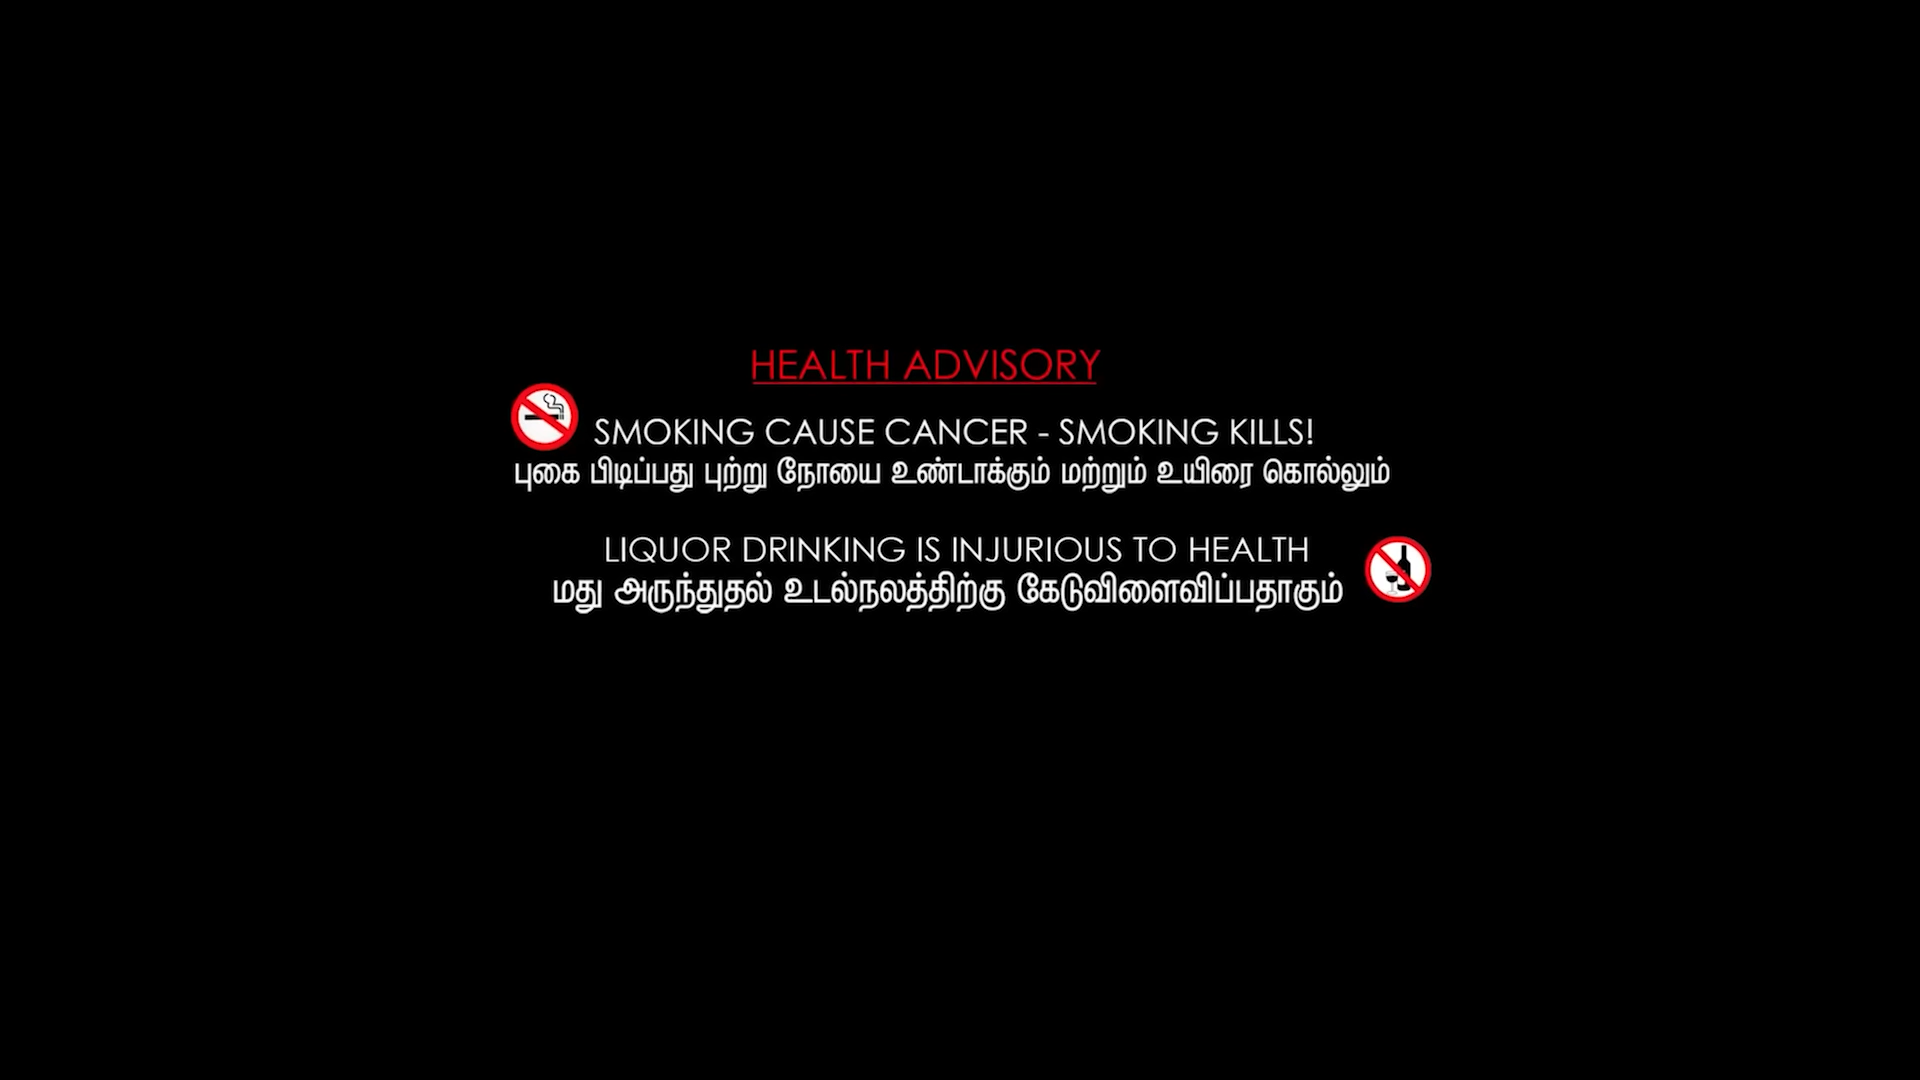 HEALTH ADVISORY
SMOKING CAUSE CANCER - SMOKING KILLS!
புகை பிடிப்பது புற்று நோயை உண்டாக்கும் மற்றும் உயிரை கொல்லும்
LIQUOR DRINKING IS INJURIOUS TO HEALTH
மது அருந்துதல் உடல்நலத்திற்கு கேடுவிளைவிப்பதாகும்